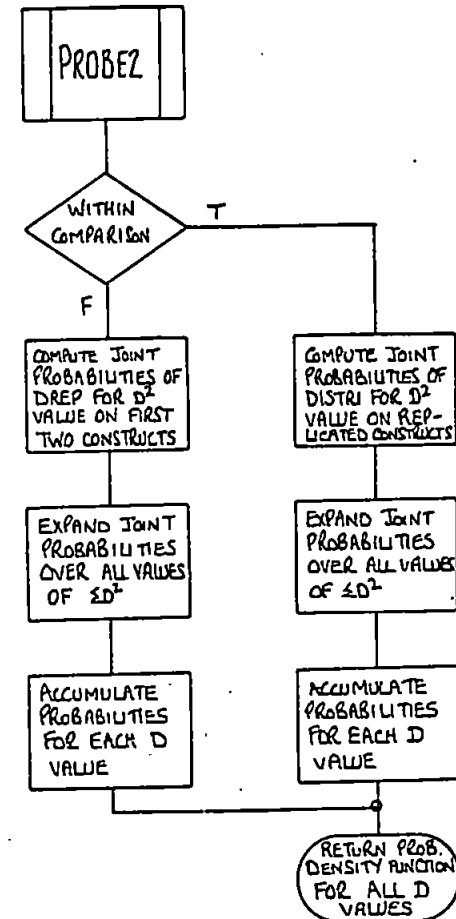 PROBE2
WITHIN
COMPARISON
T
F
COMPUTE JOINT
PROBABILITIES OF
DREP FOR D²
VALUE ON FIRST
TWO CONSTRUCTS
COMPUTE JOINT
PROBABILITIES OF
DISTRI FOR D²
VALUE ON REP-
LICATED CONSTRUCTS
EXPAND JOINT
PROBABILITIES
OVER ALL VALUES
OF ΣD²
EXPAND JOINT
PROBABILITIES
OVER ALL VALUES
OF ΣD²
ACCUMULATE
PROBABILITIES
FOR EACH D
VALUE
ACCUMULATE
PROBABILITIES
FOR EACH D
VALUE
RETURN PROB.
DENSITY FUNCTION
FOR ALL D
VALUES